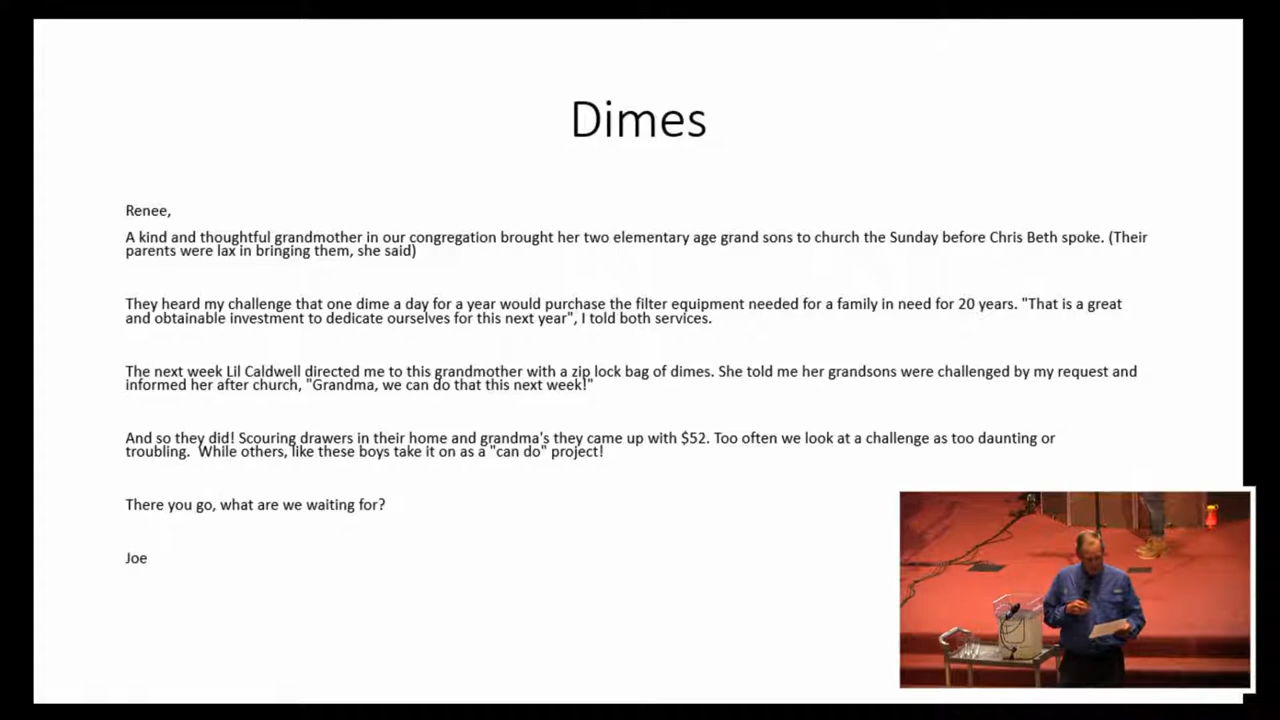 Dimes
Renee,
A kind and thoughtful grandmother in our congregation brought her two elementary age grand sons to church the Sunday before Chris Beth spoke. (Their
parents were lax in bringing them, she said)
They heard my challenge that one dime a day for a year would purchase the filter equipment needed for a family in need for 20 years. "That is a great
and obtainable investment to dedicate ourselves for this next year", I told both services.
The next week Lil Caldwell directed me to this grandmother with a zip lock bag of dimes. She told me her grandsons were challenged by my request and
informed her after church, "Grandma, we can do that this next week!"
And so they did! Scouring drawers in their home and grandma's they came up with $52. Too often we look at a challenge as too daunting or
troubling.  While others, like these boys take it on as a "can do" project!
There you go, what are we waiting for?
Joe